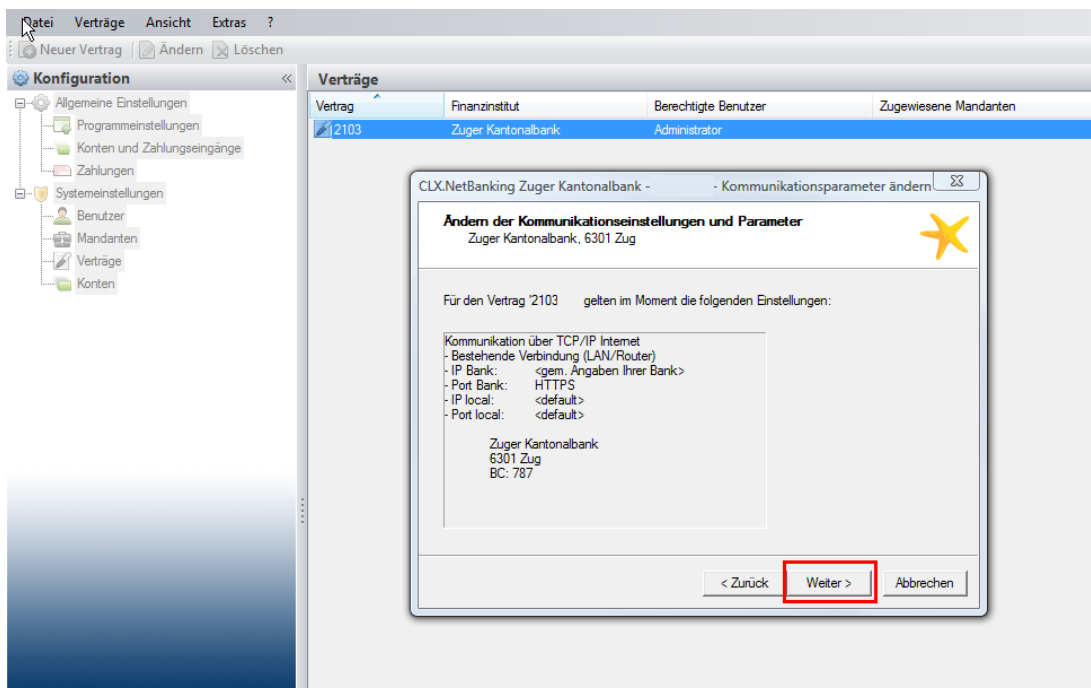 Datei Verträge Ansicht Extras ?
Neuer Vertrag Ändern Löschen
Konfiguration «
Allgemeine Einstellungen
Programmeinstellungen
Konten und Zahlungseingänge
Zahlungen
Systemeinstellungen
Benutzer
Mandanten
Verträge
Konten
Verträge
Vertrag Finanzinstitut Berechtigte Benutzer Zugewiesene Mandanten
2103 Zuger Kantonalbank Administrator
CLX.NetBanking Zuger Kantonalbank - - Kommunikationsparameter ändern
Ändern der Kommunikationseinstellungen und Parameter
Zuger Kantonalbank, 6301 Zug
Für den Vertrag '2103 gelten im Moment die folgenden Einstellungen:
Kommunikation über TCP/IP Internet
- Bestehende Verbindung (LAN/Router)
- IP Bank: <gem. Angaben Ihrer Bank>
- Port Bank: HTTPS
- IP local: <default>
- Port local: <default>
Zuger Kantonalbank
6301 Zug
BC: 787
< Zurück Weiter > Abbrechen